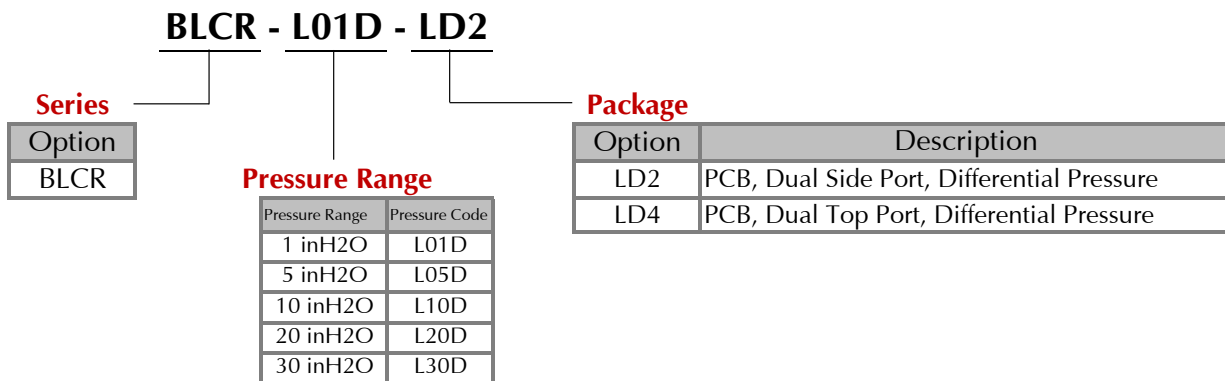 BLCR - L01D - LD2
Series
Option
BLCR
Pressure Range
Pressure Range Pressure Code
1 inH2O L01D
5 inH2O L05D
10 inH2O L10D
20 inH2O L20D
30 inH2O L30D
Package
Option Description
LD2 PCB, Dual Side Port, Differential Pressure
LD4 PCB, Dual Top Port, Differential Pressure